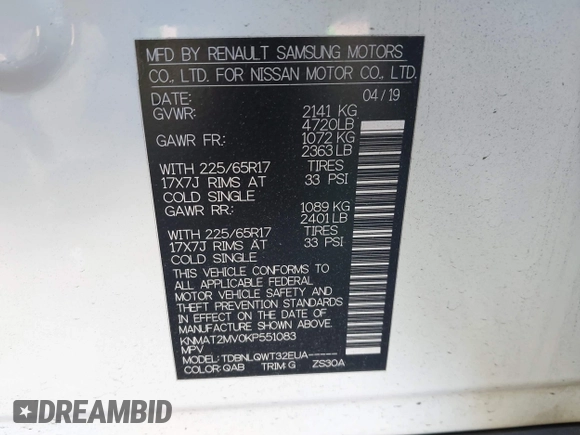 MFD BY RENAULT SAMSUNG MOTORS
CO., LTD. FOR NISSAN MOTOR CO., LTD.
DATE: 04/19
GVWR: 2141 KG
4720LB
GAWR FR: 1072 KG
2363LB
WITH 225/65R17 TIRES
17X7J RIMS AT 33 PSI
COLD SINGLE
GAWR RR: 1089 KG
2401LB
WITH 225/65R17 TIRES
17X7J RIMS AT 33 PSI
COLD SINGLE
THIS VEHICLE CONFORMS TO
ALL APPLICABLE FEDERAL
MOTOR VEHICLE SAFETY AND
THEFT PREVENTION STANDARDS
IN EFFECT ON THE DATE OF
MANUFACTURE SHOWN ABOVE.
KNMAT2MV0KP551083
MPV
MODEL: TDBNLQWT32EUA-----
COLOR: QAB TRIM: G ZS30A
DREAMBID
DREAMBID.COM